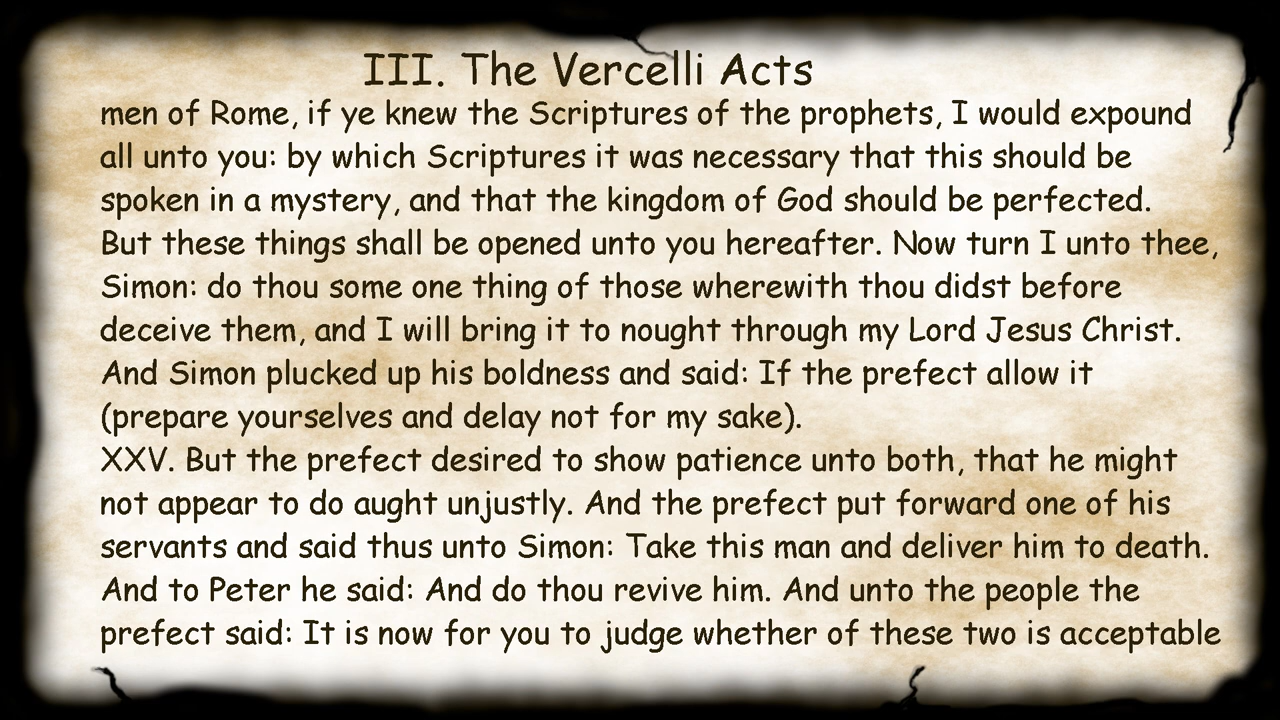 III. The Vercelli Acts
men of Rome, if ye knew the Scriptures of the prophets, I would expound
all unto you: by which Scriptures it was necessary that this should be
spoken in a mystery, and that the kingdom of God should be perfected.
But these things shall be opened unto you hereafter. Now turn I unto thee,
Simon: do thou some one thing of those wherewith thou didst before
deceive them, and I will bring it to nought through my Lord Jesus Christ.
And Simon plucked up his boldness and said: If the prefect allow it
(prepare yourselves and delay not for my sake).
XXV. But the prefect desired to show patience unto both, that he might
not appear to do aught unjustly. And the prefect put forward one of his
servants and said thus unto Simon: Take this man and deliver him to death.
And to Peter he said: And do thou revive him. And unto the people the
prefect said: It is now for you to judge whether of these two is acceptable